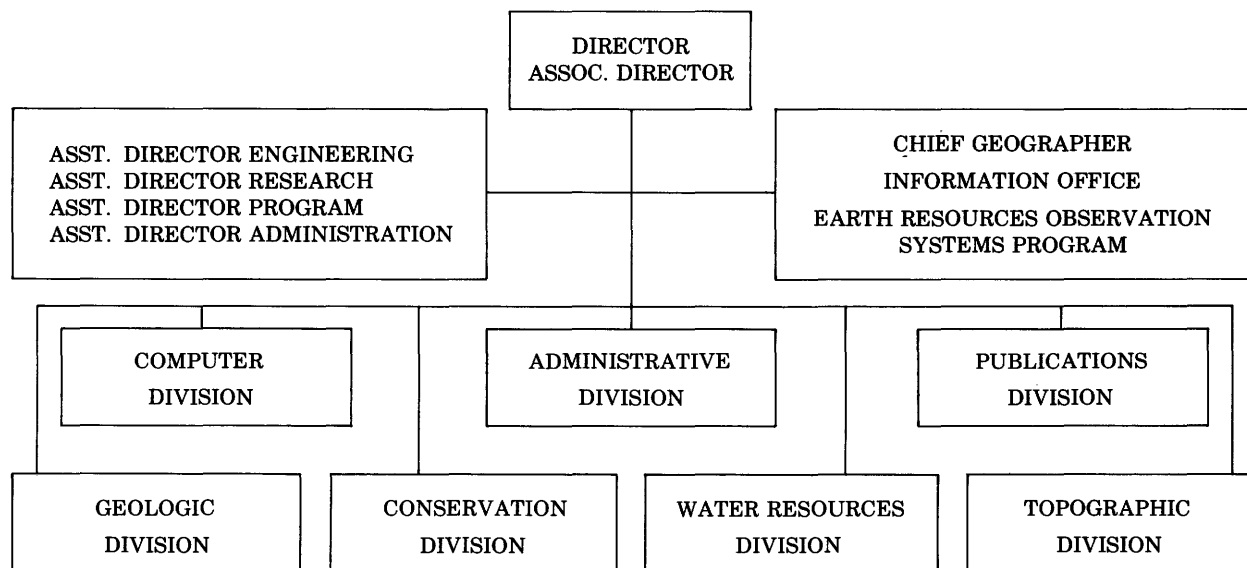 DIRECTOR
ASSOC. DIRECTOR
ASST. DIRECTOR ENGINEERING
ASST. DIRECTOR RESEARCH
ASST. DIRECTOR PROGRAM
ASST. DIRECTOR ADMINISTRATION
CHIEF GEOGRAPHER
INFORMATION OFFICE
EARTH RESOURCES OBSERVATION
SYSTEMS PROGRAM
COMPUTER
DIVISION
ADMINISTRATIVE
DIVISION
PUBLICATIONS
DIVISION
GEOLOGIC
DIVISION
CONSERVATION
DIVISION
WATER RESOURCES
DIVISION
TOPOGRAPHIC
DIVISION